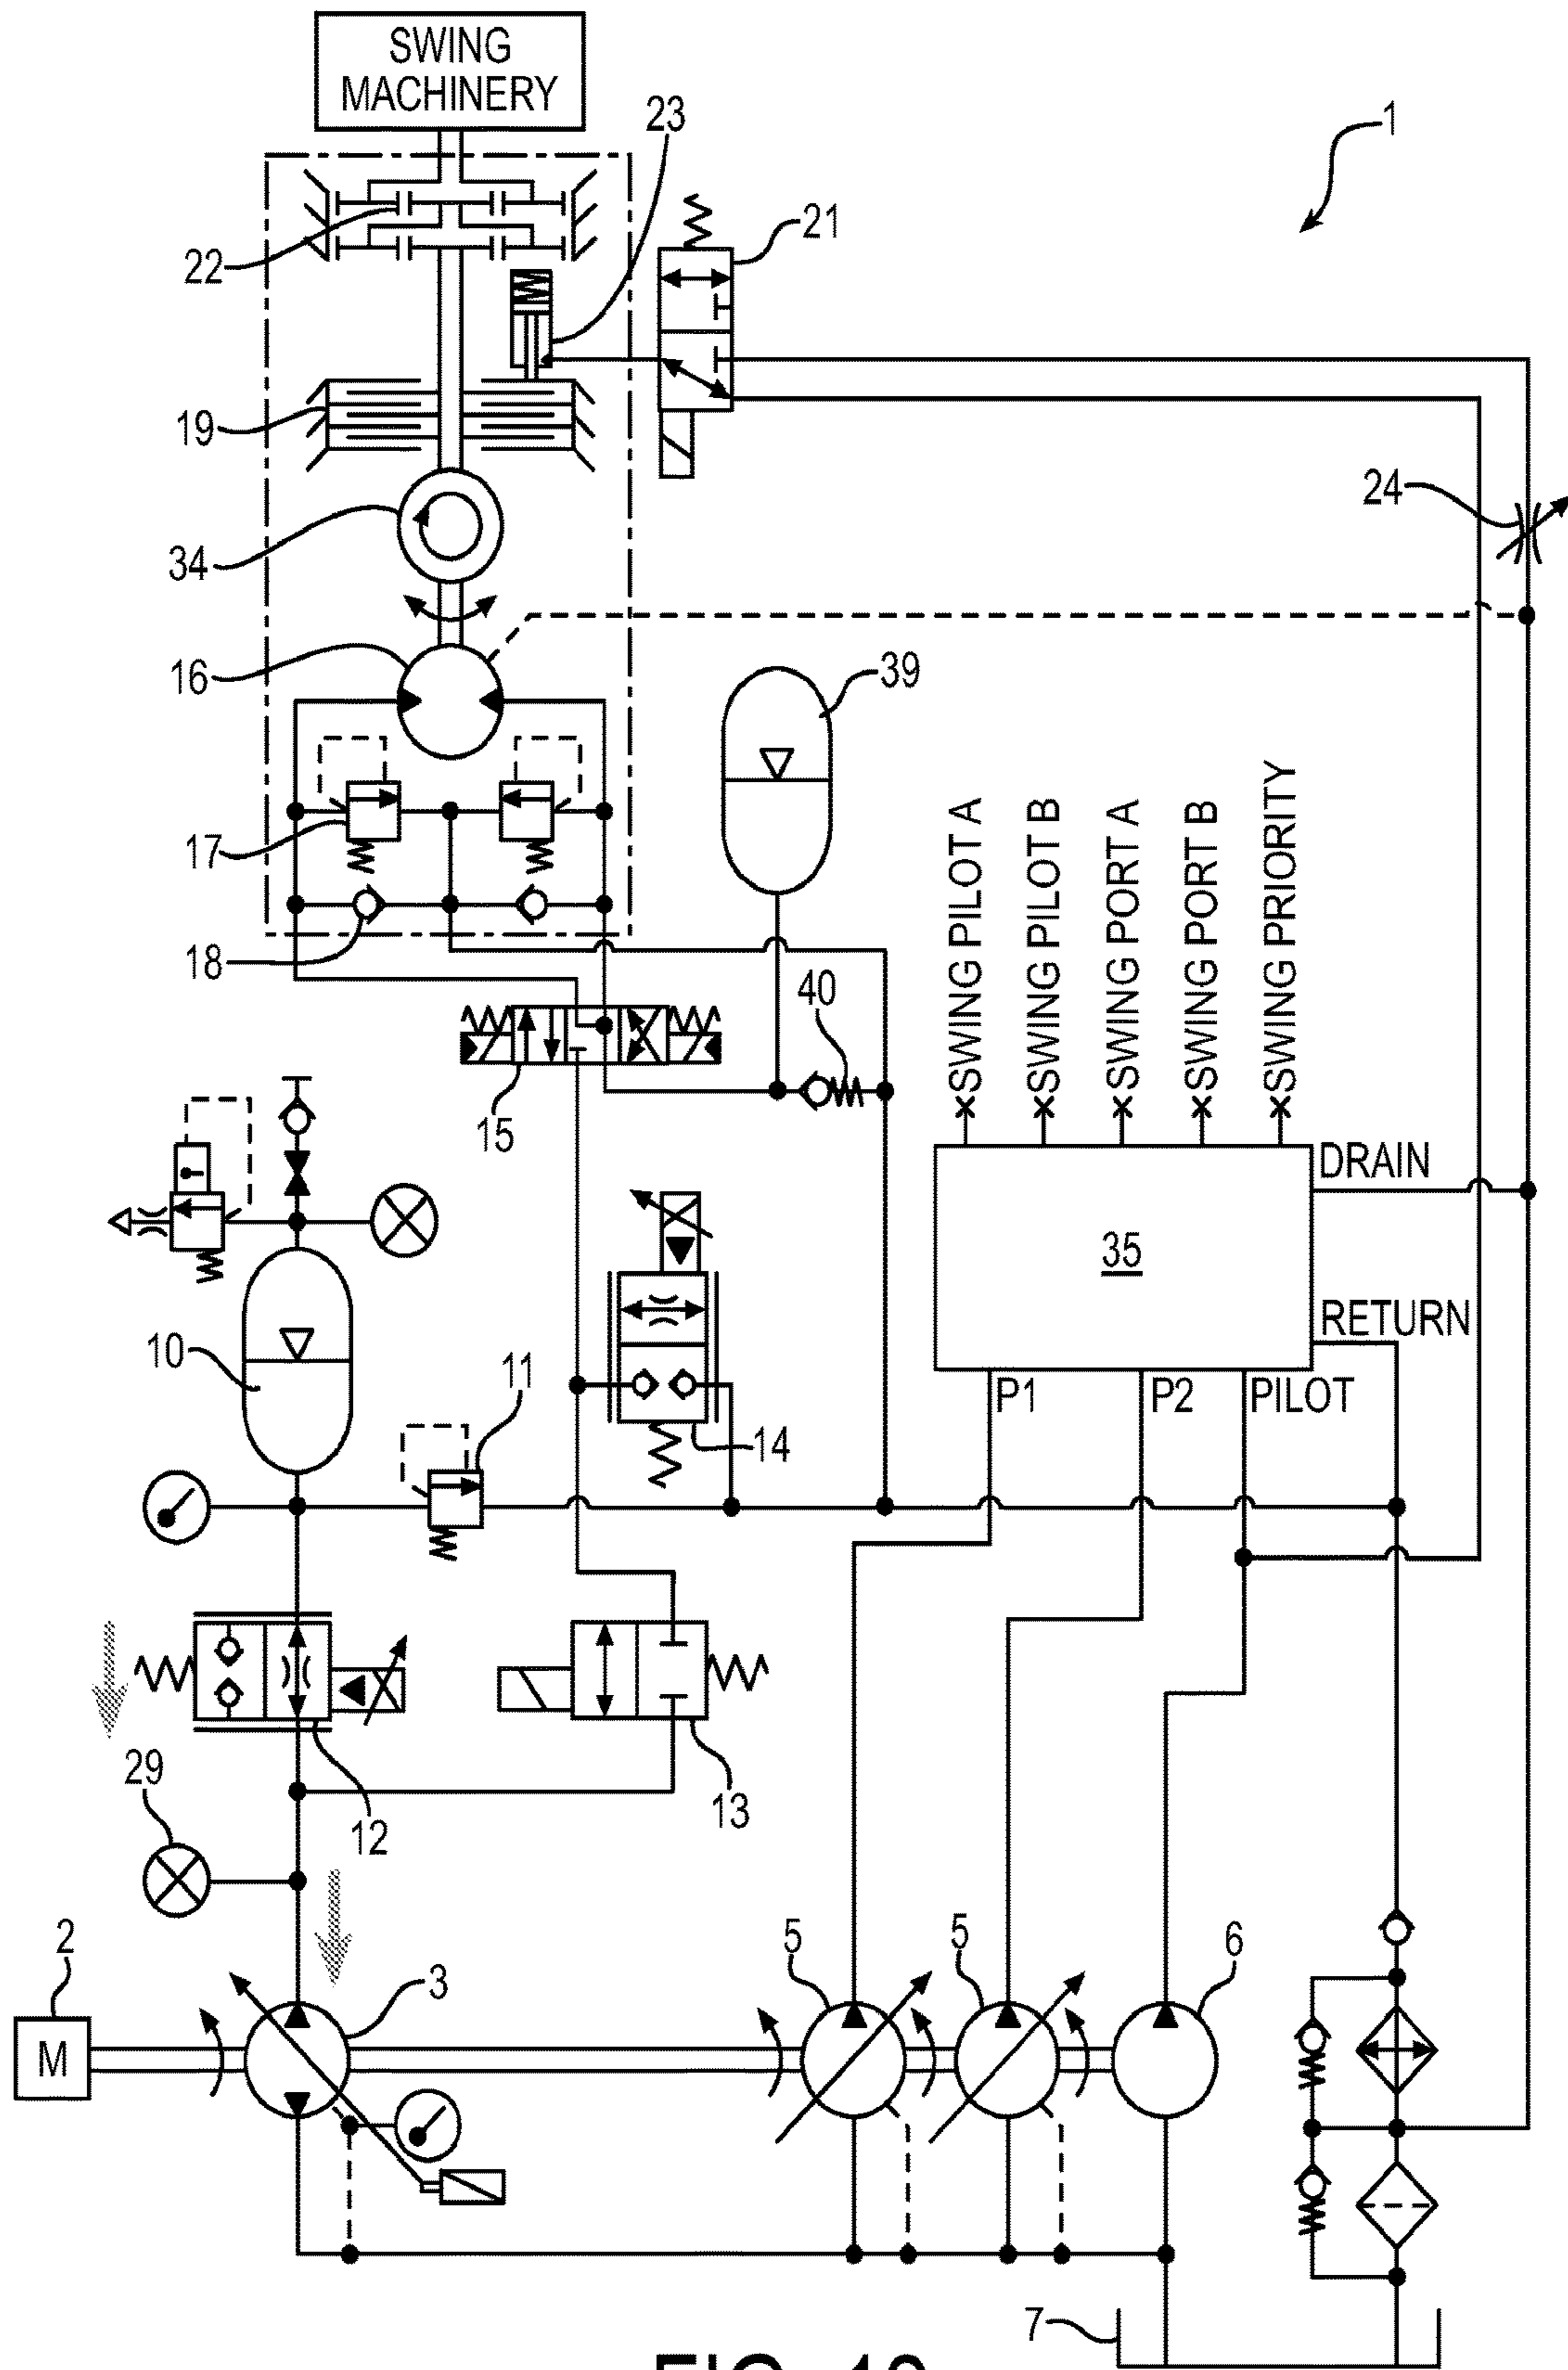 SWING
MACHINERY
23
1
21
22
19
24
34
16
39
17
18
40
15
SWING PILOT A
SWING PILOT B
SWING PORT A
SWING PORT B
SWING PRIORITY
DRAIN
35
RETURN
10
11
P1
P2
PILOT
14
29
12
13
2
M
3
5
5
6
7